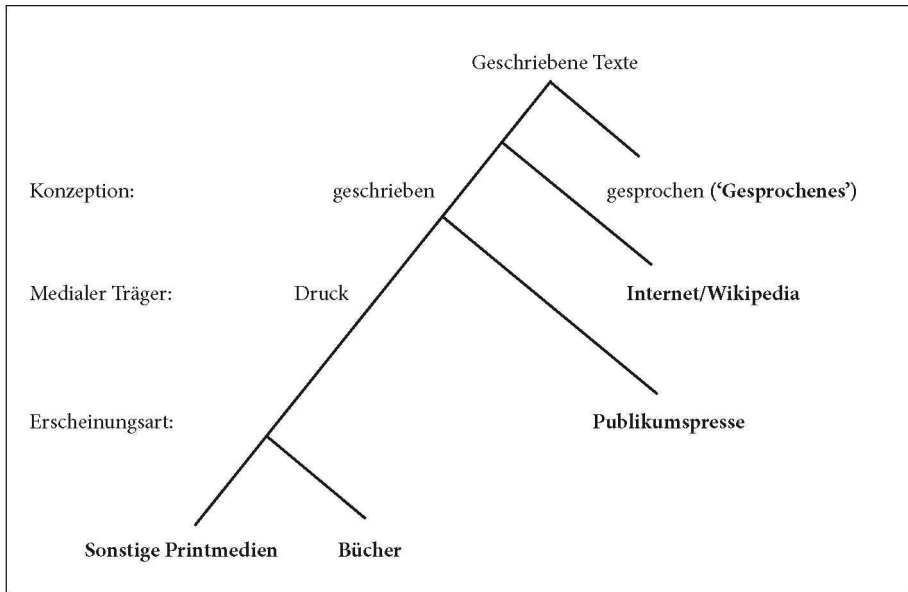 Geschriebene Texte
Konzeption: geschrieben gesprochen (‘Gesprochenes’)
Medialer Träger: Druck Internet/Wikipedia
Erscheinungsart: Publikumspresse
Sonstige Printmedien Bücher